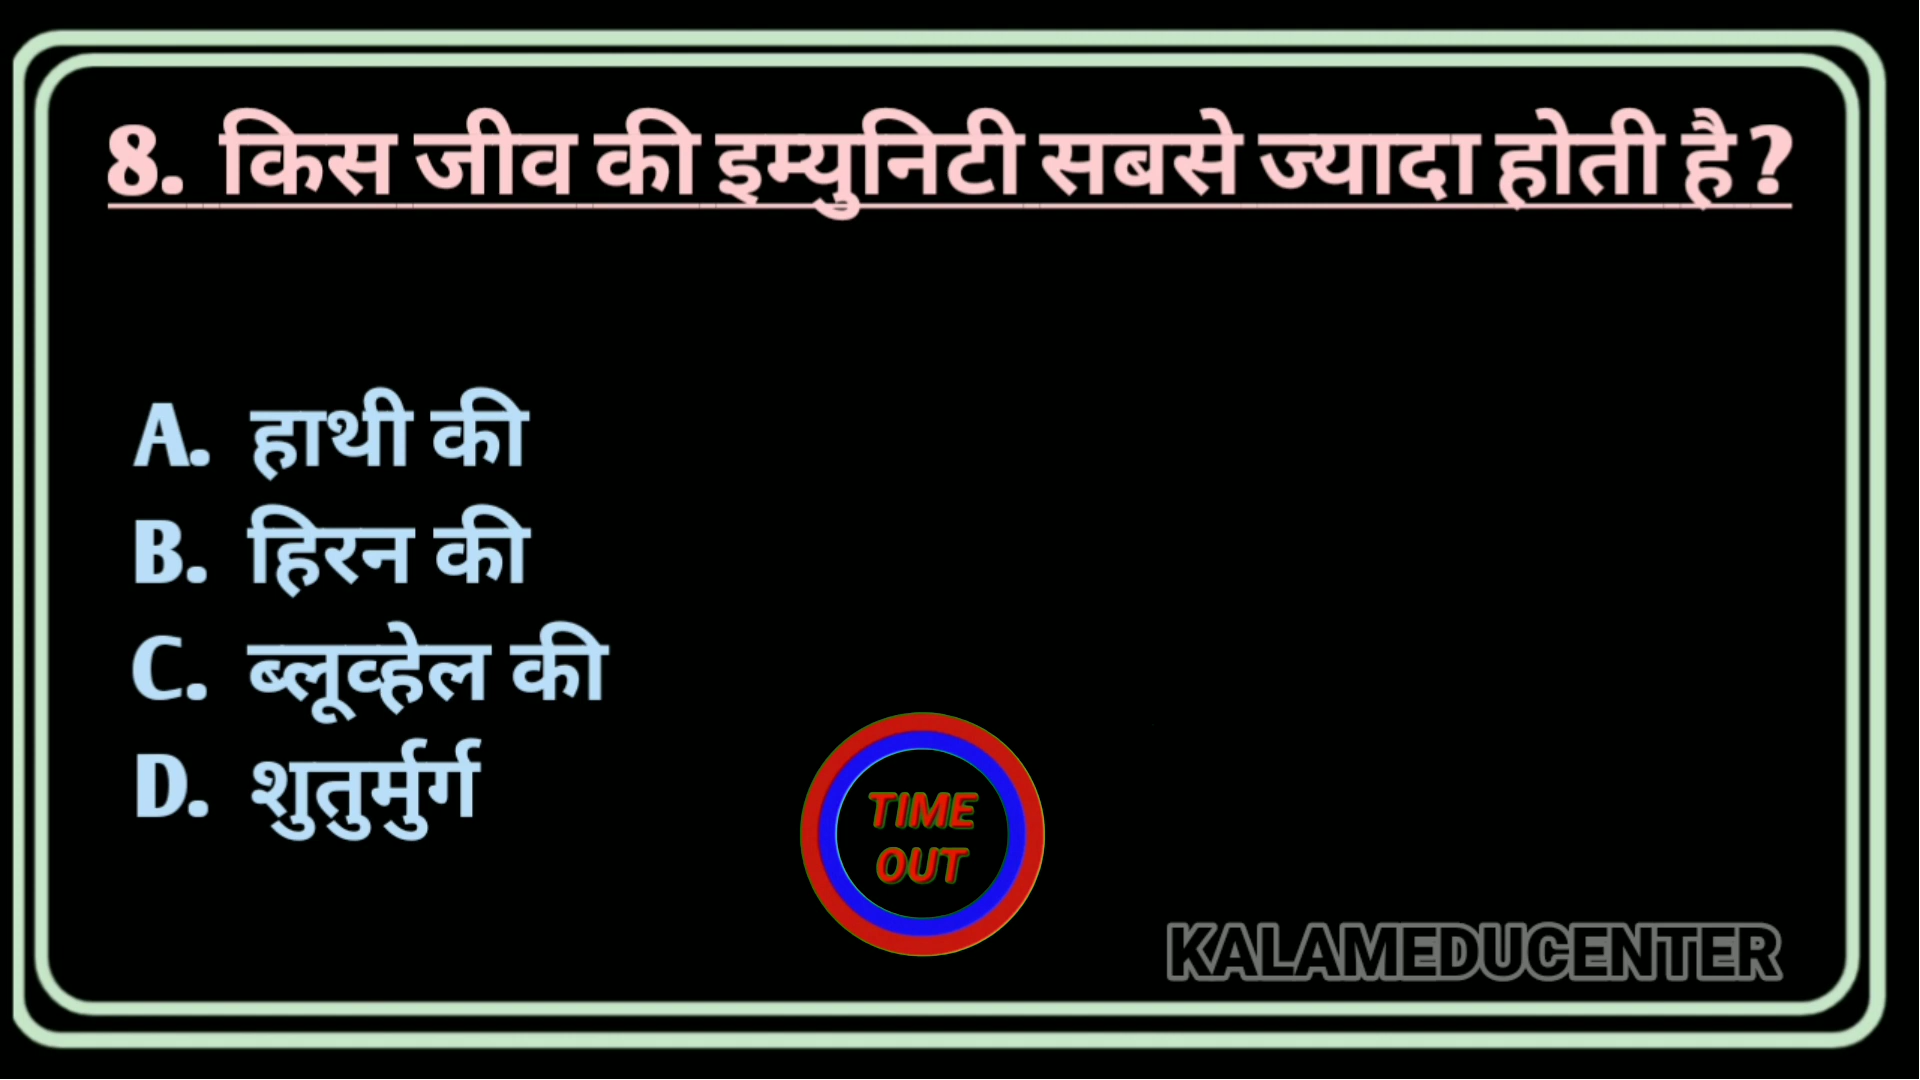 8. किस जीव की इम्युनिटी सबसे ज्यादा होती है ?
A. हाथी की
B. हिरन की
C. ब्लूव्हेल की
D. शुतुर्मुर्ग
TIME
OUT
KALAMEDUCENTER